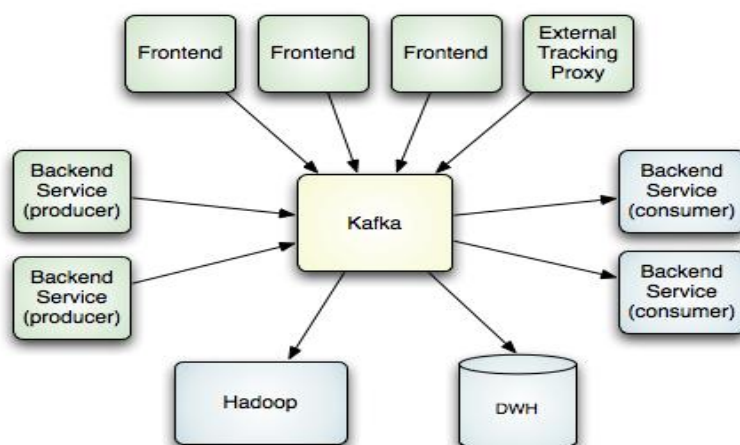 Frontend
Frontend
Frontend
External
Tracking
Proxy
Backend
Service
(producer)
Kafka
Backend
Service
(consumer)
Backend
Service
(producer)
Backend
Service
(consumer)
Hadoop
DWH